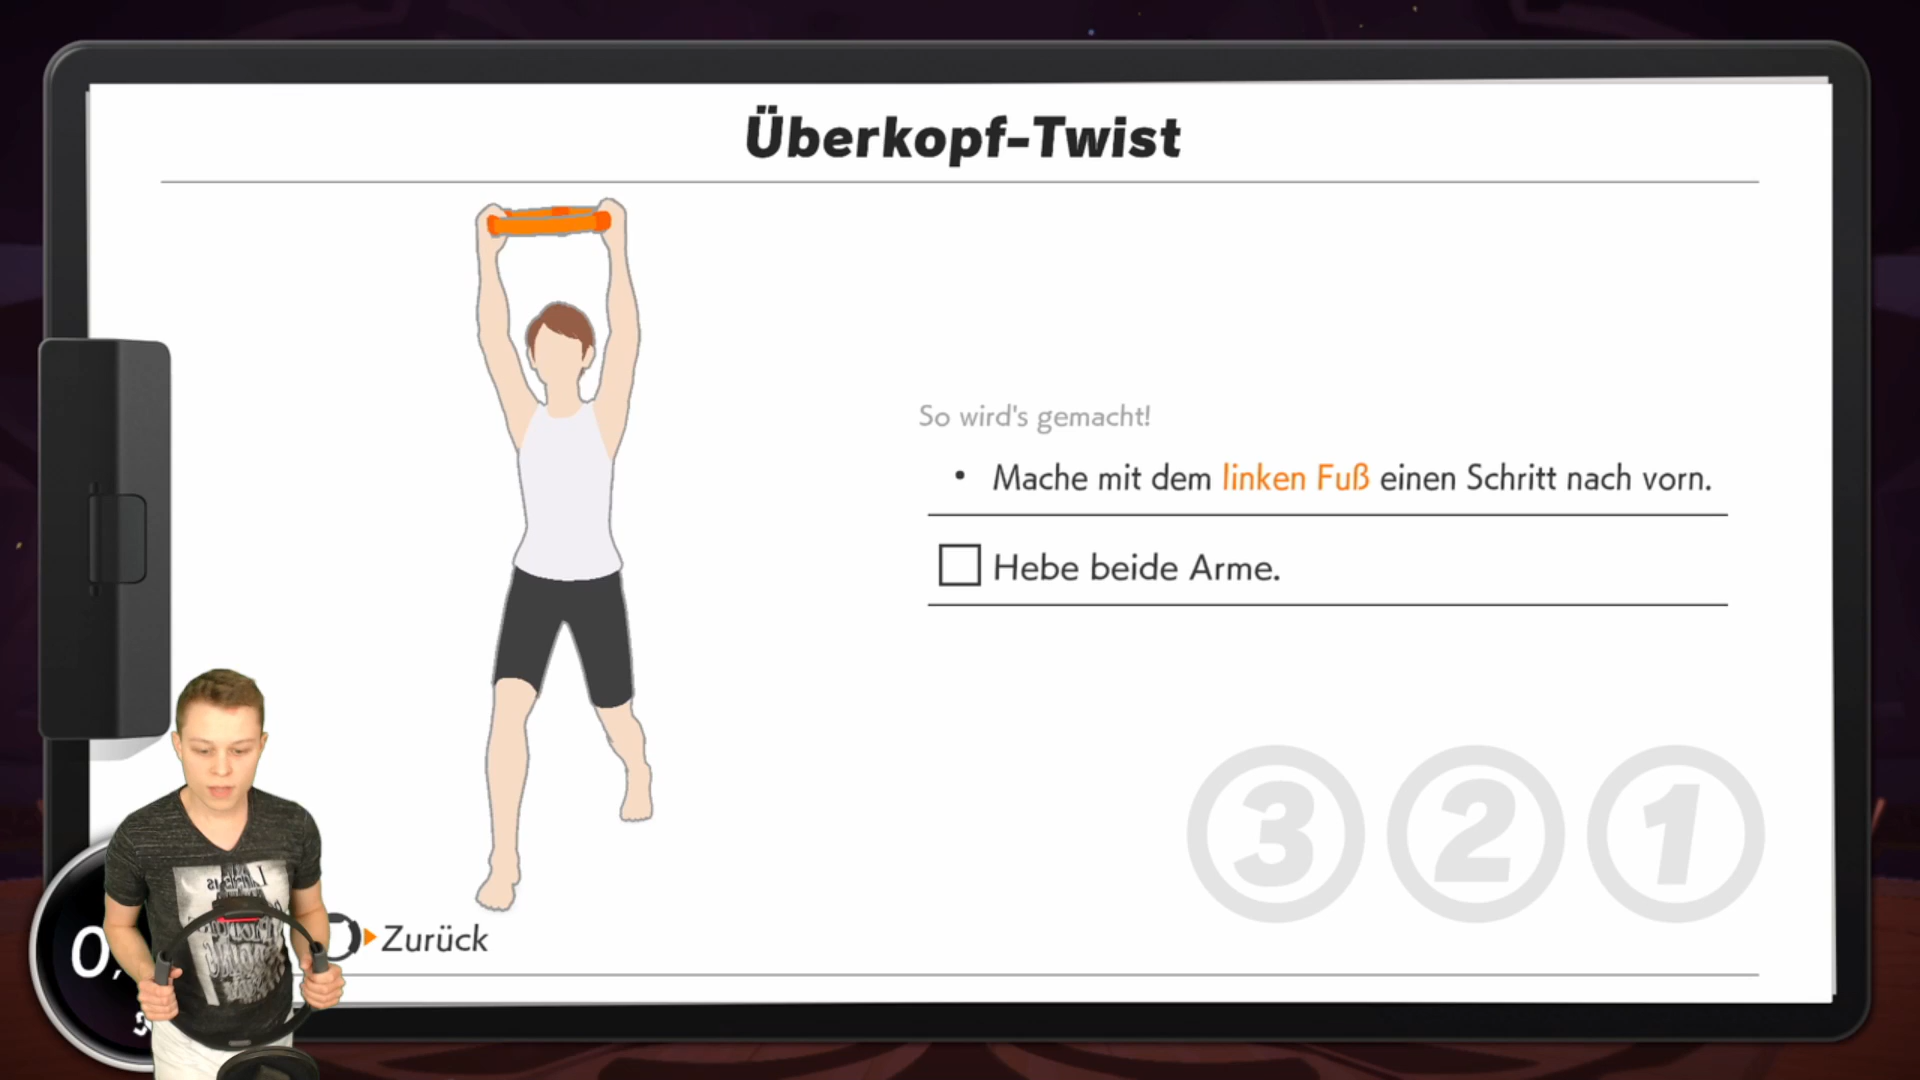 Überkopf-Twist
So wird's gemacht!
• Mache mit dem linken Fuß einen Schritt nach vorn.
Hebe beide Arme.
3 2 1
Zurück
0,